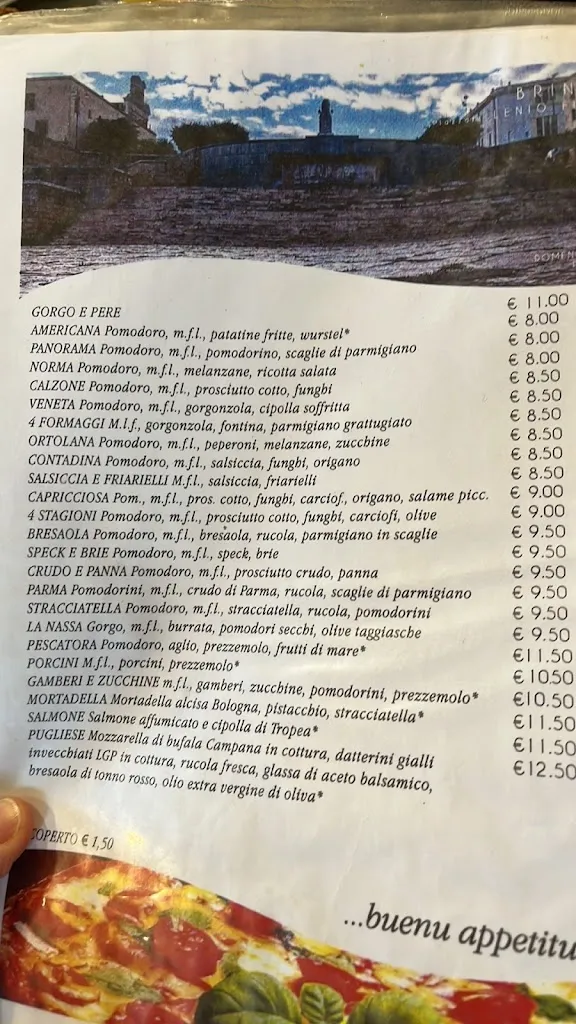 BRIN
LENIO F
DOMEN
GORGO E PERE € 11.00
AMERICANA Pomodoro, m.f.l., patatine fritte, wurstel* € 8.00
PANORAMA Pomodoro, m.f.l., pomodorino, scaglie di parmigiano € 8.00
NORMA Pomodoro, m.f.l., melanzane, ricotta salata € 8.00
CALZONE Pomodoro, m.f.l., prosciutto cotto, funghi € 8.50
VENETA Pomodoro, m.f.l., gorgonzola, cipolla soffritta € 8.50
4 FORMAGGI M.l.f., gorgonzola, fontina, parmigiano grattugiato € 8.50
ORTOLANA Pomodoro, m.f.l., peperoni, melanzane, zucchine € 8.50
CONTADINA Pomodoro, m.f.l., salsiccia, funghi, origano € 8.50
SALSICCIA E FRIARIELLI M.f.l., salsiccia, friarielli € 8.50
CAPRICCIOSA Pom., m.f.l., pros. cotto, funghi, carciof., origano, salame picc. € 9.00
4 STAGIONI Pomodoro, m.f.l., prosciutto cotto, funghi, carciofi, olive € 9.00
BRESAOLA Pomodoro, m.f.l., bresaola, rucola, parmigiano in scaglie € 9.50
SPECK E BRIE Pomodoro, m.f.l., speck, brie € 9.50
CRUDO E PANNA Pomodoro, m.f.l., prosciutto crudo, panna € 9.50
PARMA Pomodorini, m.f.l., crudo di Parma, rucola, scaglie di parmigiano € 9.50
STRACCIATELLA Pomodoro, m.f.l., stracciatella, rucola, pomodorini € 9.50
LA NASSA Gorgo, m.f.l., burrata, pomodori secchi, olive taggiasche € 9.50
PESCATORA Pomodoro, aglio, prezzemolo, frutti di mare* €11.50
PORCINI M.f.l., porcini, prezzemolo* € 1050
GAMBERI E ZUCCHINE m.f.l., gamberi, zucchine, pomodorini, prezzemolo* €10.50
MORTADELLA Mortadella alcisa Bologna, pistacchio, stracciatella* €11.50
SALMONE Salmone affumicato e cipolla di Tropea* €11.50
PUGLIESE Mozzarella di bufala Campana in cottura, datterini gialli €12.50
invecchiati LGP in cottura, rucola fresca, glassa di aceto balsamico,
bresaola di tonno rosso, olio extra vergine di oliva*
COPERTO € 1,50
...buenu appetitu